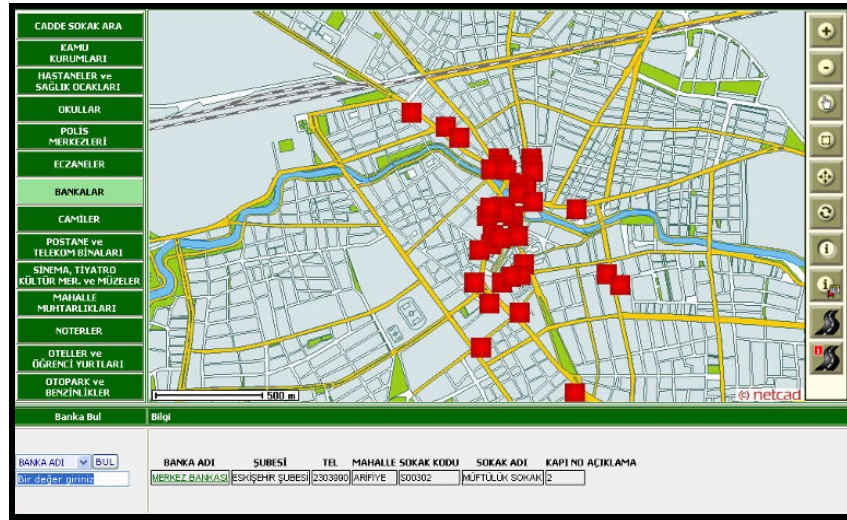 CADDE SOKAK ARA
KAMU
KURUMLARI
HASTANELER ve
SAĞLIK OCAKLARI
OKULLAR
POLİS
MERKEZLERİ
ECZANELER
BANKALAR
CAMİLER
POSTANE ve
TELEKOM BİNALARI
SİNEMA, TİYATRO
KÜLTÜR MER. ve MÜZELER
MAHALLE
MUHTARLIKLARI
NOTERLER
OTELLER ve
ÖĞRENCİ YURTLARI
OTOPARK ve
BENZİNLİKLER
500 m
© netcad
Banka Bul
Bilgi
BANKA ADI BUL
Bir değer giriniz
BANKA ADI ŞUBESİ TEL MAHALLE SOKAK KODU SOKAK ADI KAPI NO AÇIKLAMA
MERKEZ BANKASI ESKİŞEHİR ŞUBESİ 2303990 ARİFİYE S00302 MÜFTÜLÜK SOKAK 2